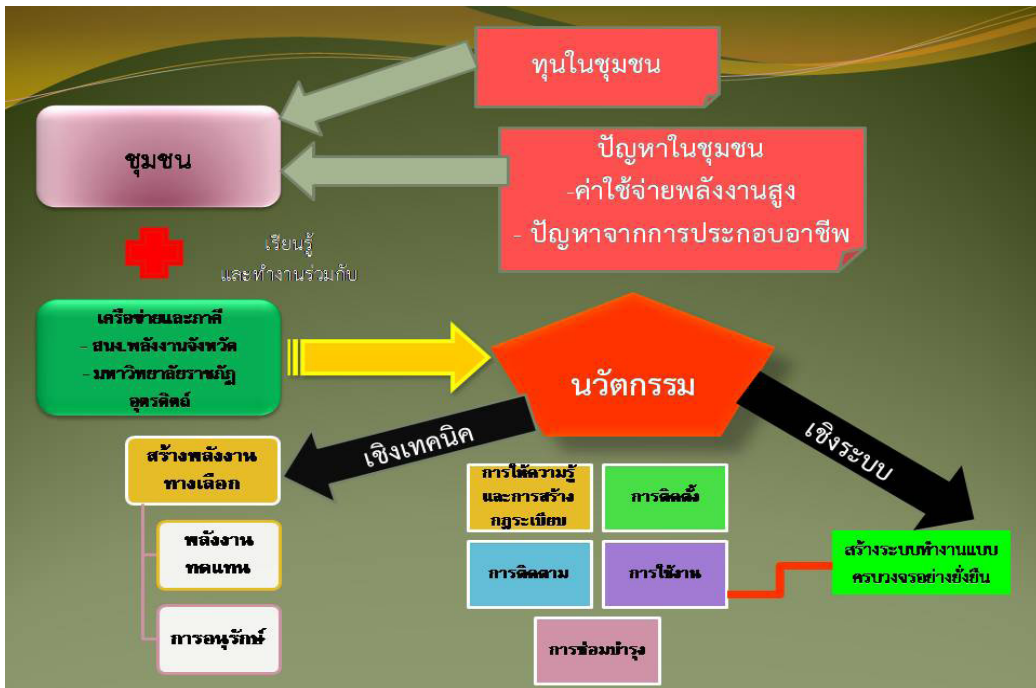 ทุนในชุมชน
ชุมชน
ปัญหาในชุมชน
-ค่าใช้จ่ายพลังงานสูง
- ปัญหาจากการประกอบอาชีพ
เรียนรู้
และทำงานร่วมกับ
เครือข่ายและภาคี
- สนง.พลังงานจังหวัด
- มหาวิทยาลัยราชภัฏ
อุตรดิตถ์
นวัตกรรม
เชิงเทคนิค
เชิงระบบ
สร้างพลังงาน
ทางเลือก
พลังงาน
ทดแทน
การอนุรักษ์
การให้ความรู้
และการสร้าง
กฎระเบียบ
การติดตั้ง
การติดตาม
การใช้งาน
การซ่อมบำรุง
สร้างระบบทำงานแบบ
ครบวงจรอย่างยั่งยืน